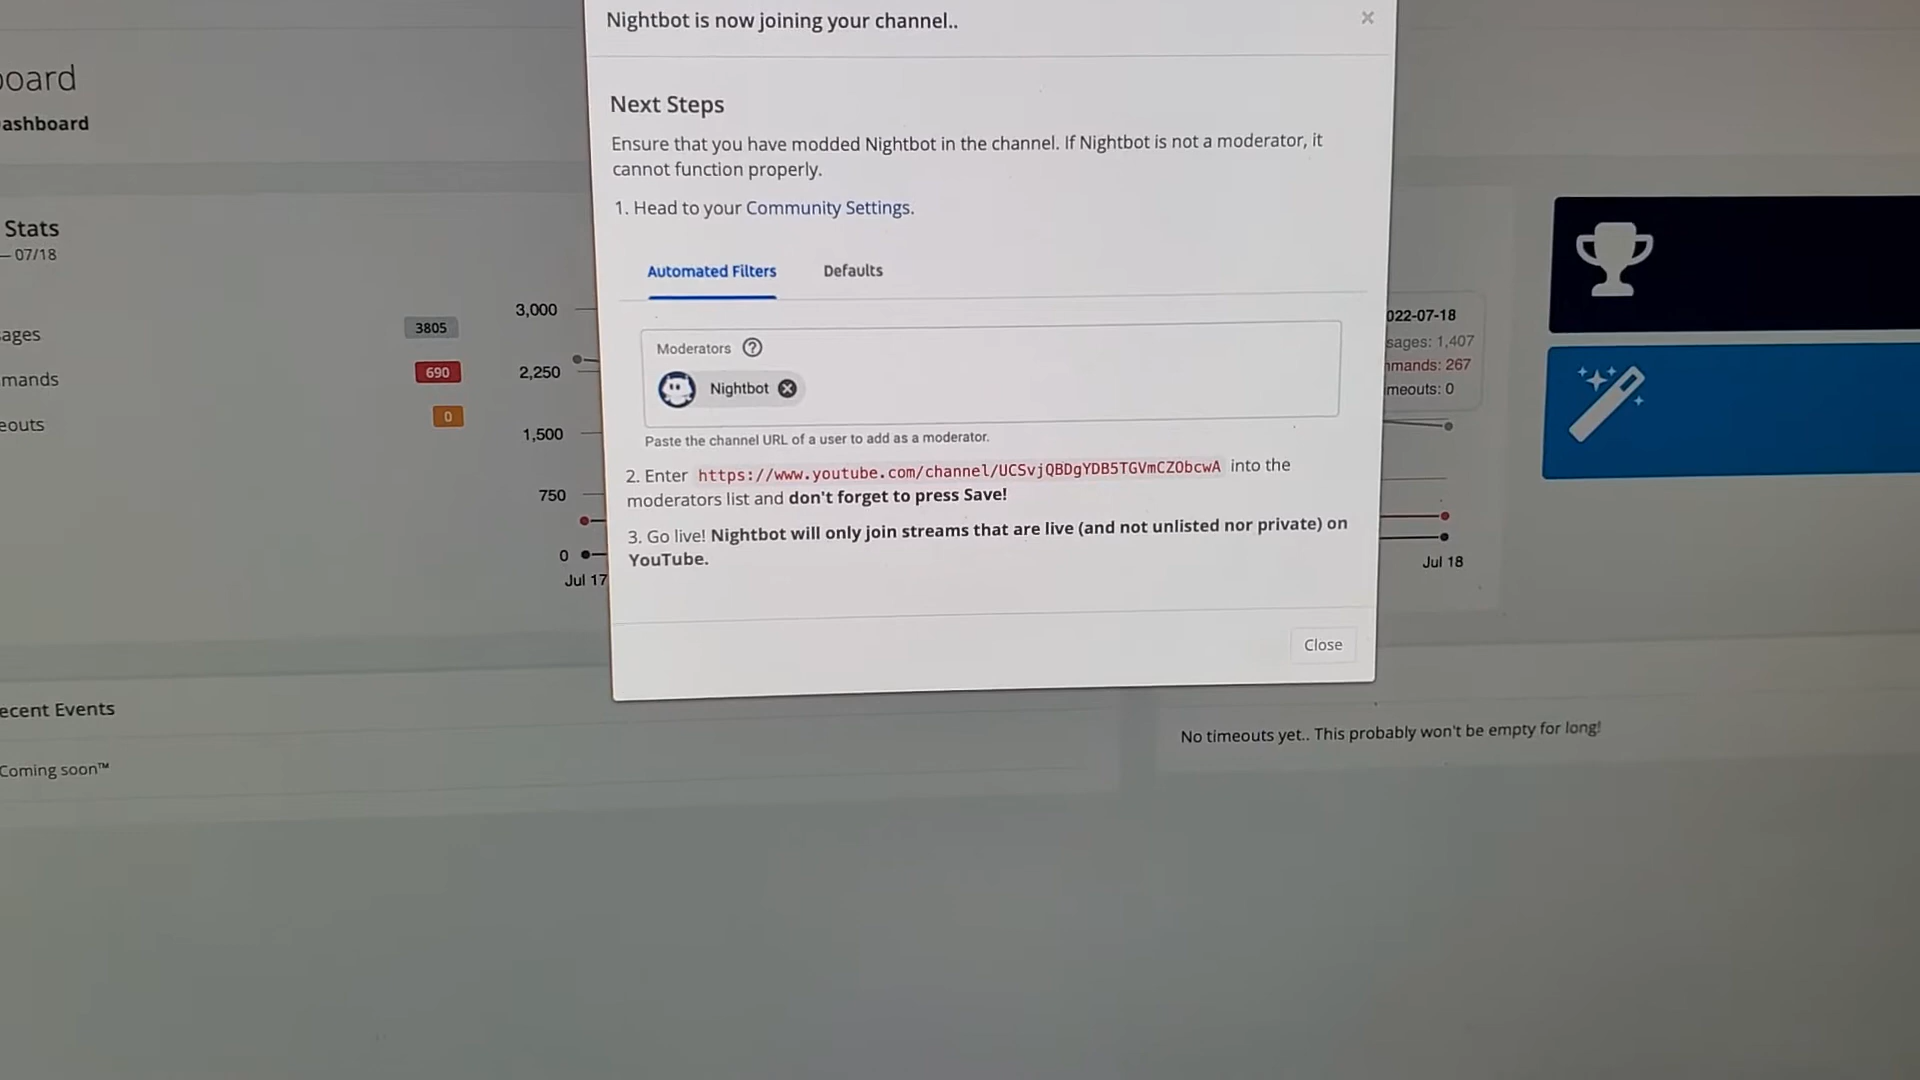 Nightbot is now joining your channel..
×
board
ashboard
Next Steps
Ensure that you have modded Nightbot in the channel. If Nightbot is not a moderator, it
cannot function properly.
1. Head to your Community Settings.
Stats
— 07/18
Automated Filters Defaults
3,000
022-07-18
ages
3805
sages: 1,407
Moderators ?
mands
690
2,250
Nightbot
mmands: 267
eouts
0
meouts: 0
1,500
Paste the channel URL of a user to add as a moderator.
2. Enter https://www.youtube.com/channel/UCSvjQBDgYDB5TGVmCZObcwA into the
moderators list and don't forget to press Save!
750
3. Go live! Nightbot will only join streams that are live (and not unlisted nor private) on
YouTube.
0
Jul 17
Jul 18
Close
ecent Events
No timeouts yet.. This probably won't be empty for long!
Coming soon™